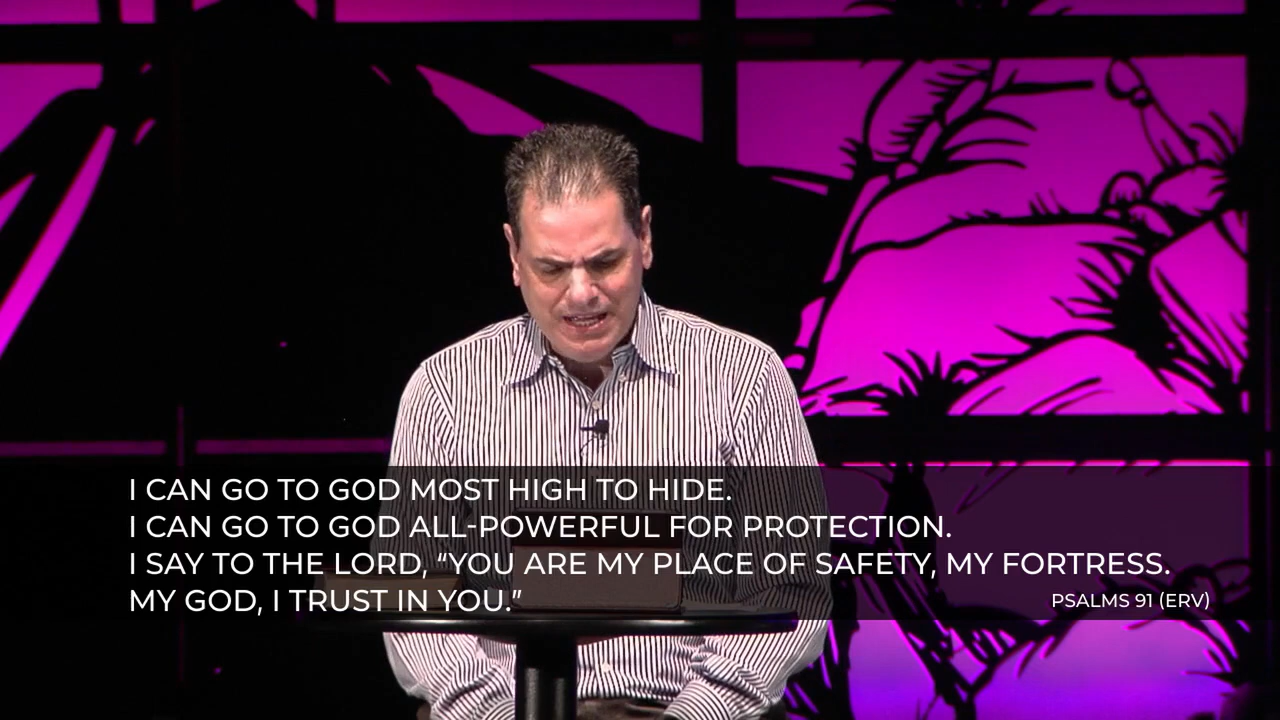 I CAN GO TO GOD MOST HIGH TO HIDE.
I CAN GO TO GOD ALL-POWERFUL FOR PROTECTION.
I SAY TO THE LORD, “YOU ARE MY PLACE OF SAFETY, MY FORTRESS.
MY GOD, I TRUST IN YOU.”
PSALMS 91 (ERV)